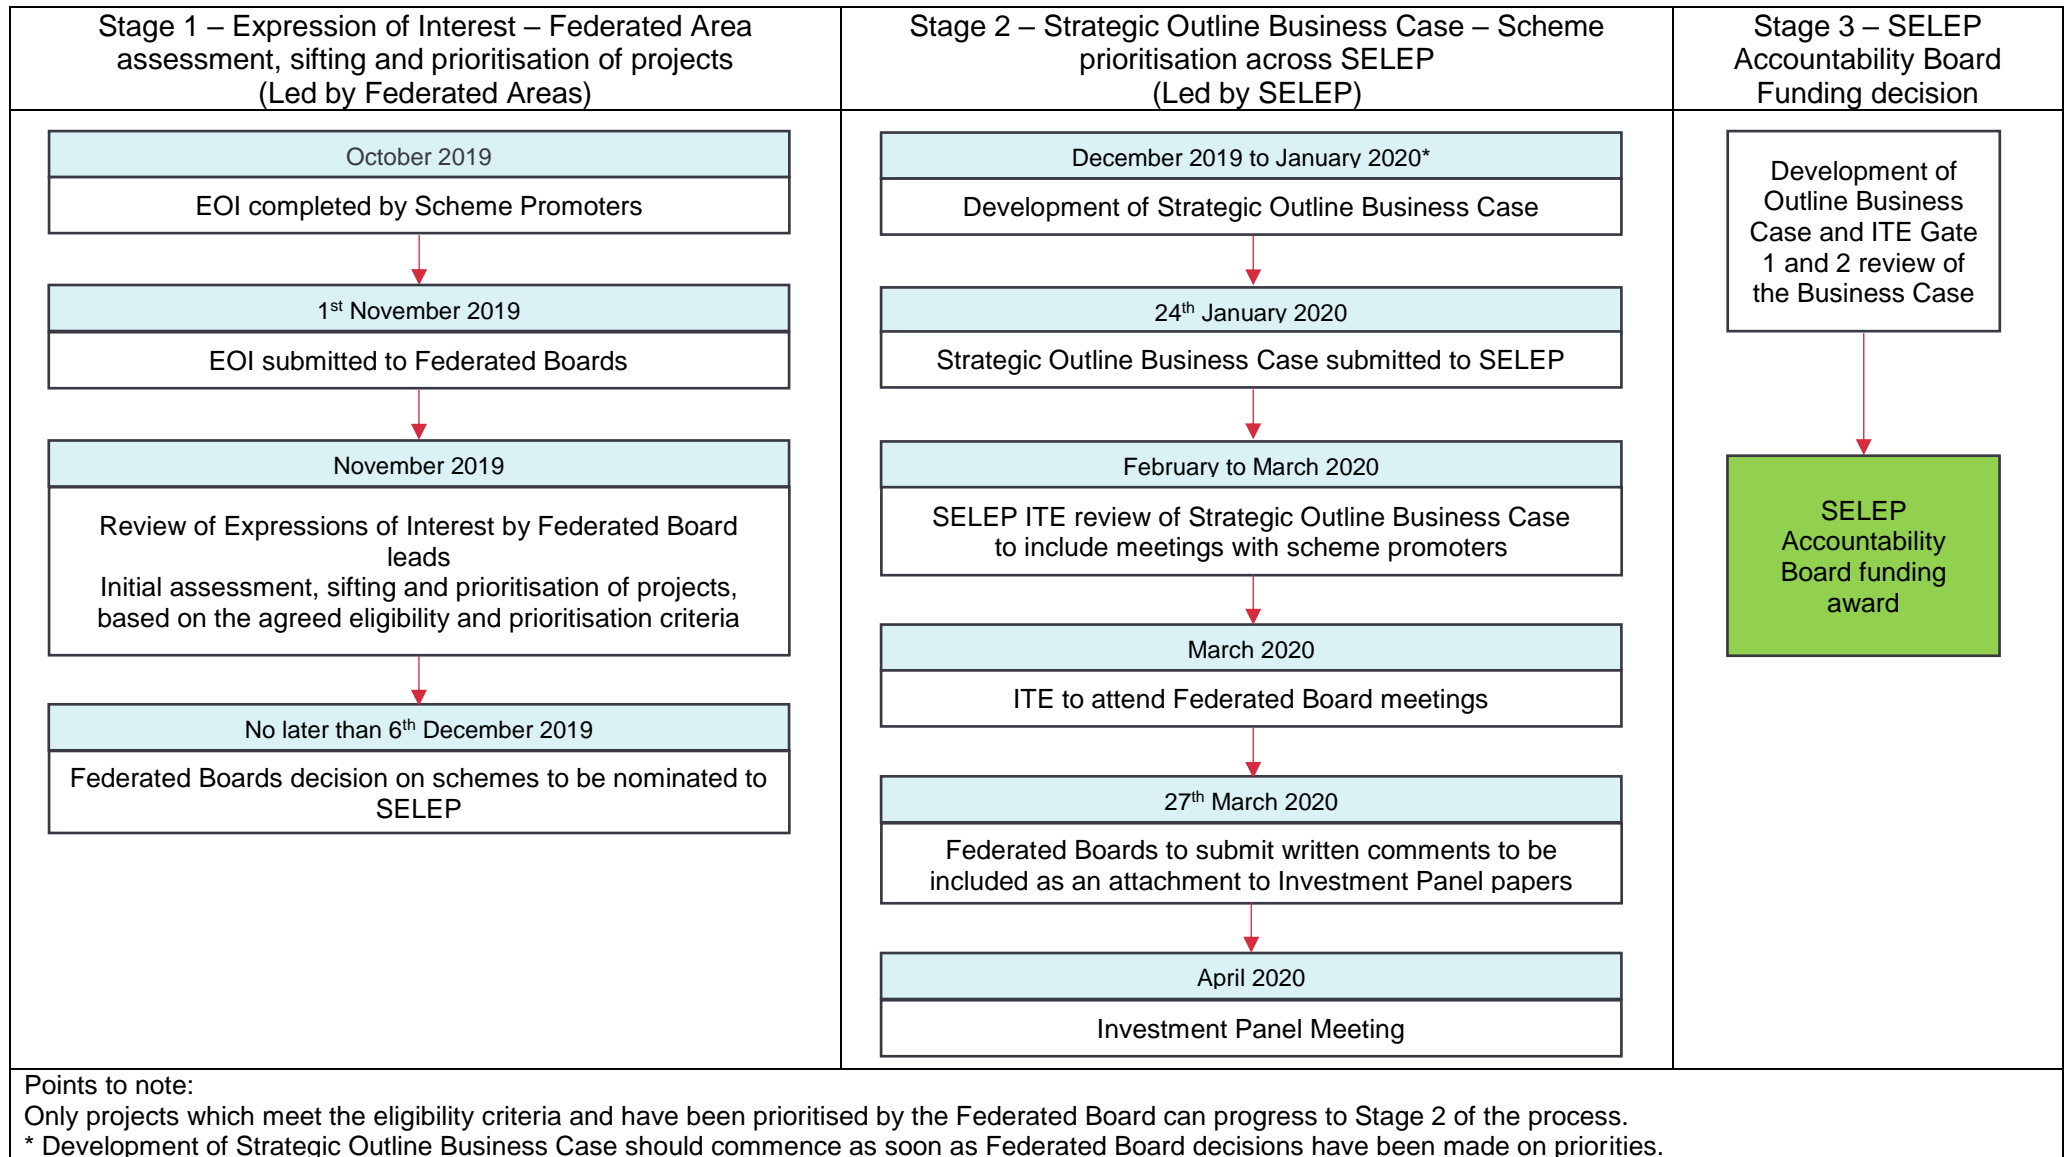 Stage 1 – Expression of Interest – Federated Area
assessment, sifting and prioritisation of projects
(Led by Federated Areas)
Stage 2 – Strategic Outline Business Case – Scheme
prioritisation across SELEP
(Led by SELEP)
Stage 3 – SELEP
Accountability Board
Funding decision
October 2019
EOI completed by Scheme Promoters
1st November 2019
EOI submitted to Federated Boards
November 2019
Review of Expressions of Interest by Federated Board
leads
Initial assessment, sifting and prioritisation of projects,
based on the agreed eligibility and prioritisation criteria
No later than 6th December 2019
Federated Boards decision on schemes to be nominated to
SELEP
December 2019 to January 2020*
Development of Strategic Outline Business Case
24th January 2020
Strategic Outline Business Case submitted to SELEP
February to March 2020
SELEP ITE review of Strategic Outline Business Case
to include meetings with scheme promoters
March 2020
ITE to attend Federated Board meetings
27th March 2020
Federated Boards to submit written comments to be
included as an attachment to Investment Panel papers
April 2020
Investment Panel Meeting
Development of
Outline Business
Case and ITE Gate
1 and 2 review of
the Business Case
SELEP
Accountability
Board funding
award
Points to note:
Only projects which meet the eligibility criteria and have been prioritised by the Federated Board can progress to Stage 2 of the process.
* Development of Strategic Outline Business Case should commence as soon as Federated Board decisions have been made on priorities.